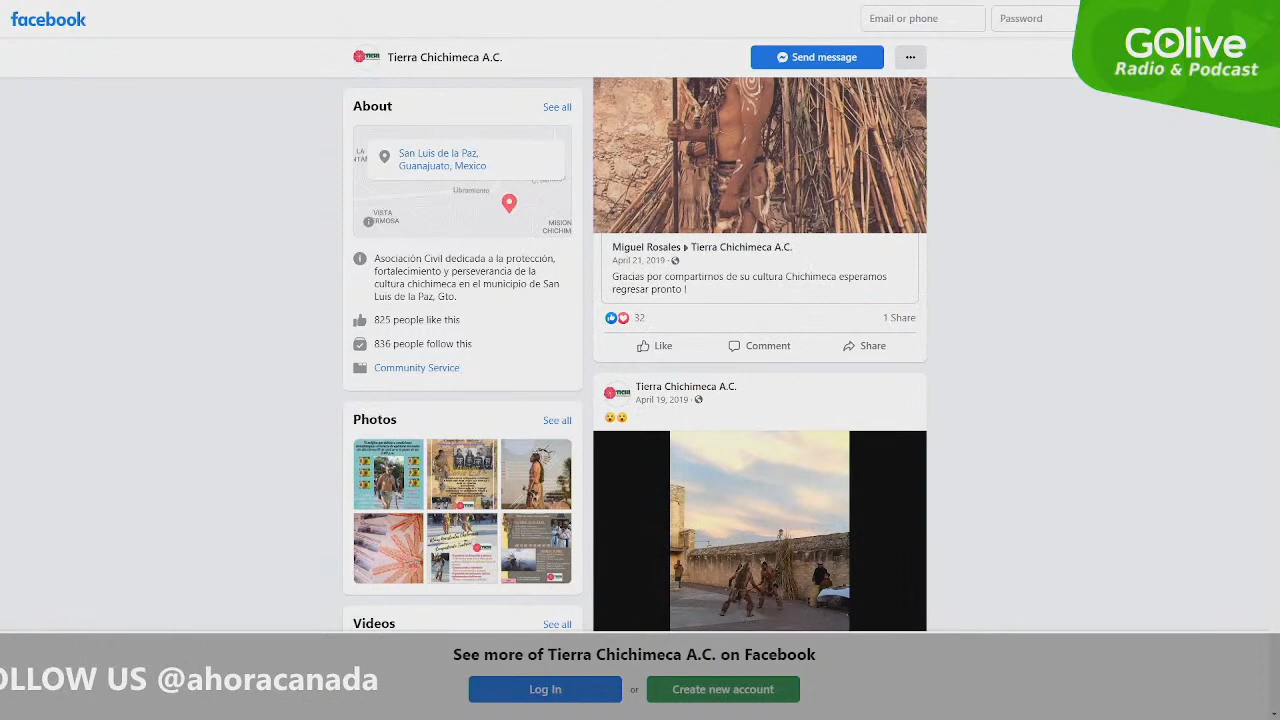 facebook
Email or phone
Password
GOlive
Radio & Podcast
Tierra Chichimeca A.C.
Send message
About
See all
San Luis de la Paz,
Guanajuato, Mexico
Libramiento
VISTA
MISION
CHICHIM
Asociación Civil dedicada a la protección,
fortalecimiento y perseverancia de la
cultura chichimeca en el municipio de San
Luis de la Paz, Gto.
825 people like this
836 people follow this
Community Service
Photos
See all
Videos
See all
Miguel Rosales ▸ Tierra Chichimeca A.C.
April 21, 2019 ·
Gracias por compartirnos de su cultura Chichimeca esperamos
regresar pronto !
32
1 Share
Like
Comment
Share
Tierra Chichimeca A.C.
April 19, 2019 ·
😵😵
See more of Tierra Chichimeca A.C. on Facebook
Log In
or
Create new account
OLLOW US @ahoracanada